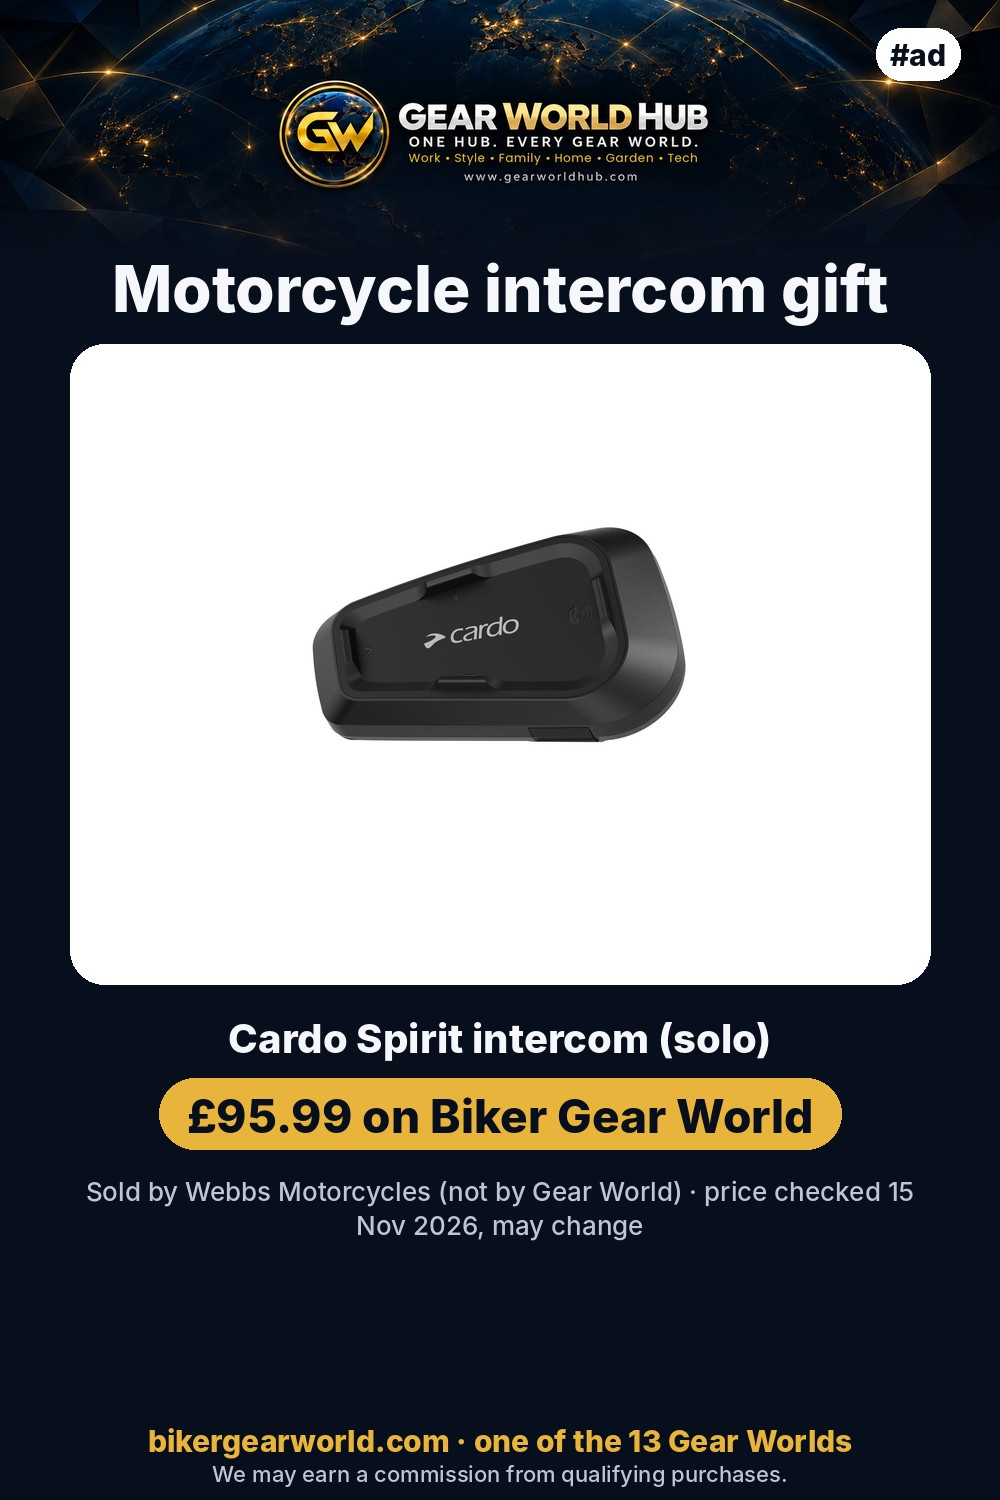 #ad
GW
GEAR WORLD HUB
ONE HUB. EVERY GEAR WORLD.
Work • Style • Family • Home • Garden • Tech
www.gearworldhub.com
Motorcycle intercom gift
cardo
Cardo Spirit intercom (solo)
£95.99 on Biker Gear World
Sold by Webbs Motorcycles (not by Gear World) · price checked 15
Nov 2026, may change
bikergearworld.com · one of the 13 Gear Worlds
We may earn a commission from qualifying purchases.